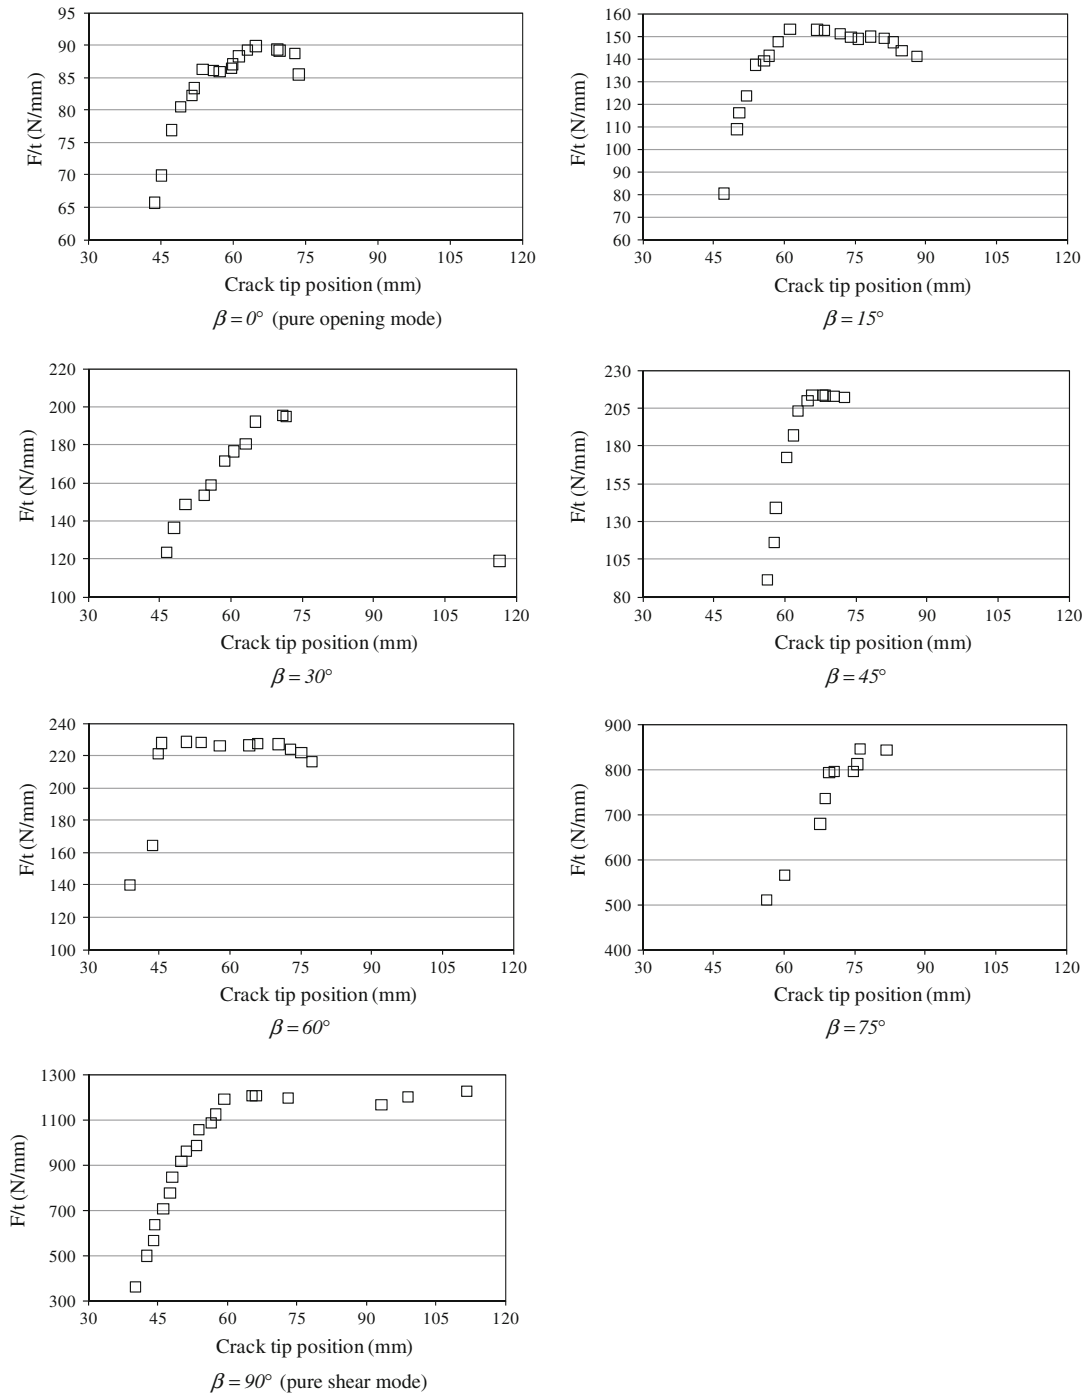 95
90
85
80
75
70
65
60
F/t (N/mm)
30 45 60 75 90 105 120
Crack tip position (mm)
β = 0° (pure opening mode)
160
150
140
130
120
110
100
90
80
70
60
F/t (N/mm)
30 45 60 75 90 105 120
Crack tip position (mm)
β = 15°
220
200
180
160
140
120
100
F/t (N/mm)
30 45 60 75 90 105 120
Crack tip position (mm)
β = 30°
230
205
180
155
130
105
80
F/t (N/mm)
30 45 60 75 90 105 120
Crack tip position (mm)
β = 45°
240
220
200
180
160
140
120
100
F/t (N/mm)
30 45 60 75 90 105 120
Crack tip position (mm)
β = 60°
900
800
700
600
500
400
F/t (N/mm)
30 45 60 75 90 105 120
Crack tip position (mm)
β = 75°
1300
1100
900
700
500
300
F/t (N/mm)
30 45 60 75 90 105 120
Crack tip position (mm)
β = 90° (pure shear mode)